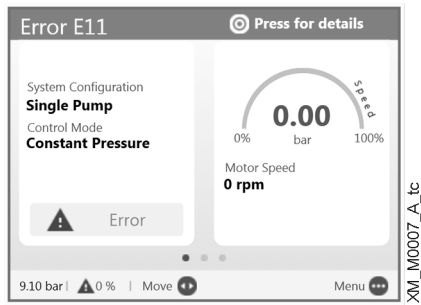 Error E11
Press for details
System Configuration
Single Pump
Control Mode
Constant Pressure
Error
Speed
0.00
0% bar 100%
Motor Speed
0 rpm
9.10 bar | 0 % | Move
Menu
XM_M0007_A_tc